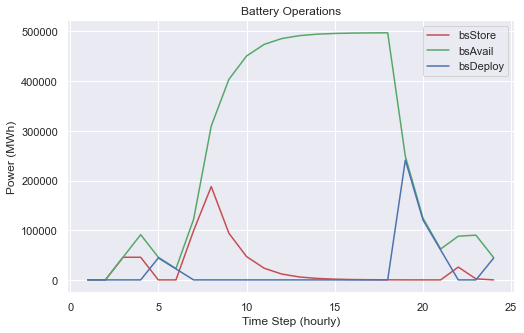 Battery Operations
bsStore
bsAvail
bsDeploy
Power (MWh)
500000
400000
300000
200000
100000
0
0
5
10
15
20
25
Time Step (hourly)